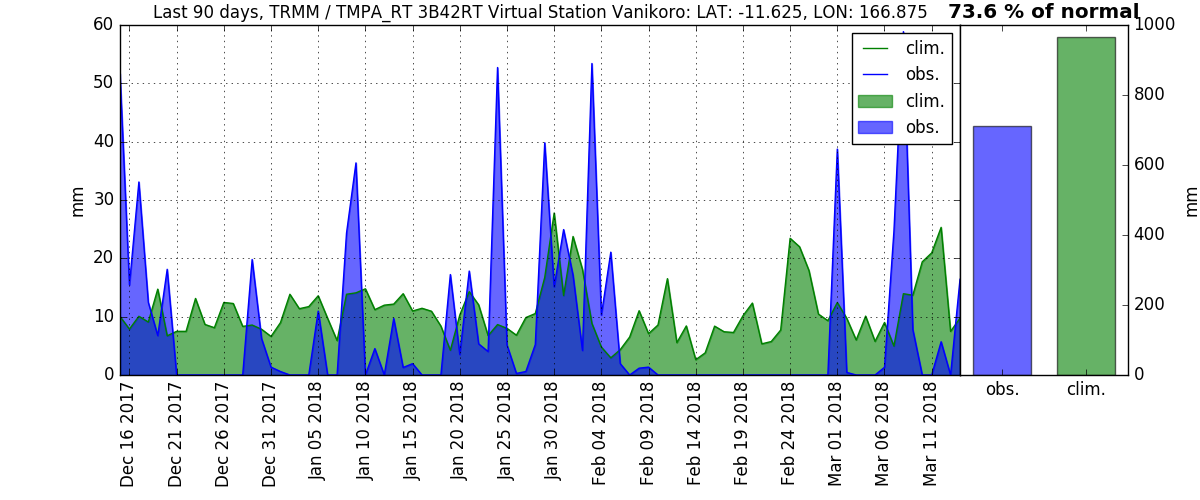 Last 90 days, TRMM / TMPA_RT 3B42RT Virtual Station Vanikoro: LAT: -11.625, LON: 166.875
73.6 % of normal
60
50
40
30
20
10
0
mm
clim.
obs.
clim.
obs.
1000
800
600
400
200
0
mm
obs.
clim.
Dec 16 2017
Dec 21 2017
Dec 26 2017
Dec 31 2017
Jan 05 2018
Jan 10 2018
Jan 15 2018
Jan 20 2018
Jan 25 2018
Jan 30 2018
Feb 04 2018
Feb 09 2018
Feb 14 2018
Feb 19 2018
Feb 24 2018
Mar 01 2018
Mar 06 2018
Mar 11 2018